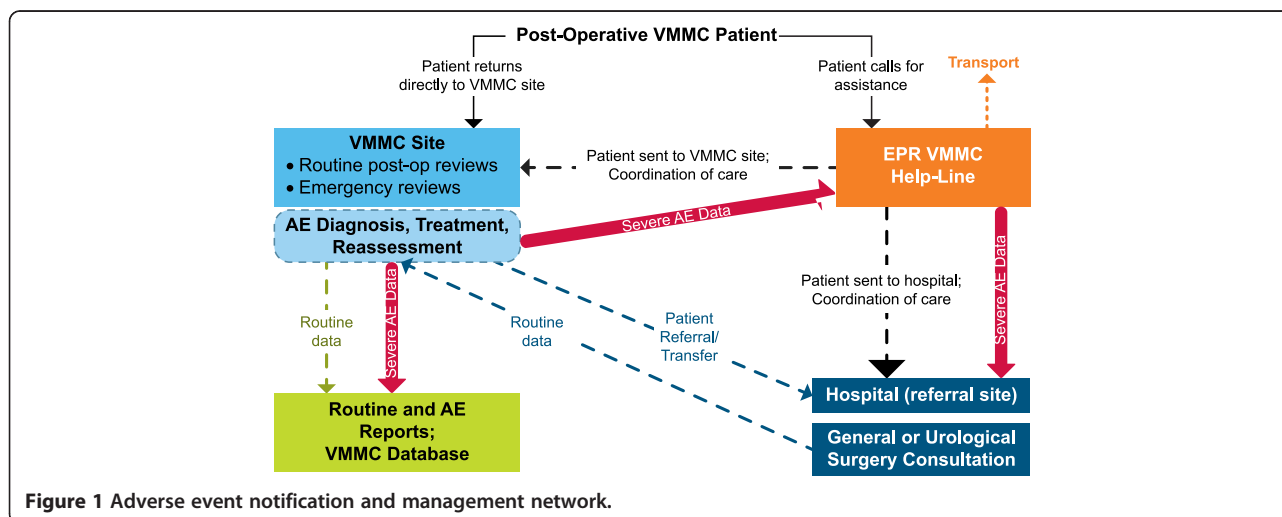 Post-Operative VMMC Patient
Patient returns
directly to VMMC site
Patient calls for
assistance
Transport
VMMC Site
• Routine post-op reviews
• Emergency reviews
Patient sent to VMMC site;
Coordination of care
EPR VMMC
Help-Line
AE Diagnosis, Treatment,
Reassessment
Severe AE Data
Routine
data
Severe AE Data
Routine
data
Patient
Referral/
Transfer
Patient sent to hospital;
Coordination of care
Severe AE Data
Routine and AE
Reports;
VMMC Database
Hospital (referral site)
General or Urological
Surgery Consultation
Figure 1 Adverse event notification and management network.